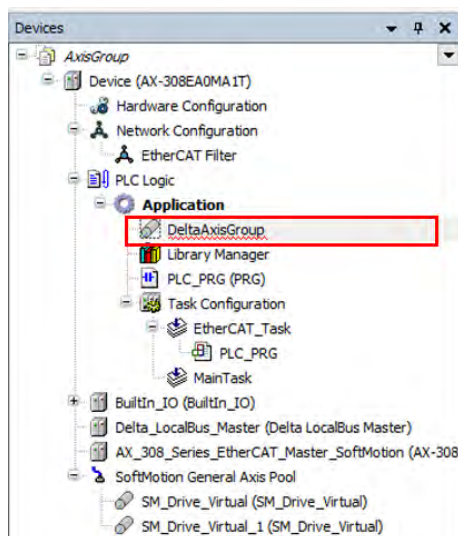 Devices
AxisGroup
Device (AX-308EA0MA1T)
Hardware Configuration
Network Configuration
EtherCAT Filter
PLC Logic
Application
DeltaAxisGroup
Library Manager
PLC_PRG (PRG)
Task Configuration
EtherCAT_Task
PLC_PRG
MainTask
BuiltIn_IO (BuiltIn_IO)
Delta_LocalBus_Master (Delta LocalBus Master)
AX_308_Series_EtherCAT_Master_SoftMotion (AX-308
SoftMotion General Axis Pool
SM_Drive_Virtual (SM_Drive_Virtual)
SM_Drive_Virtual_1 (SM_Drive_Virtual)